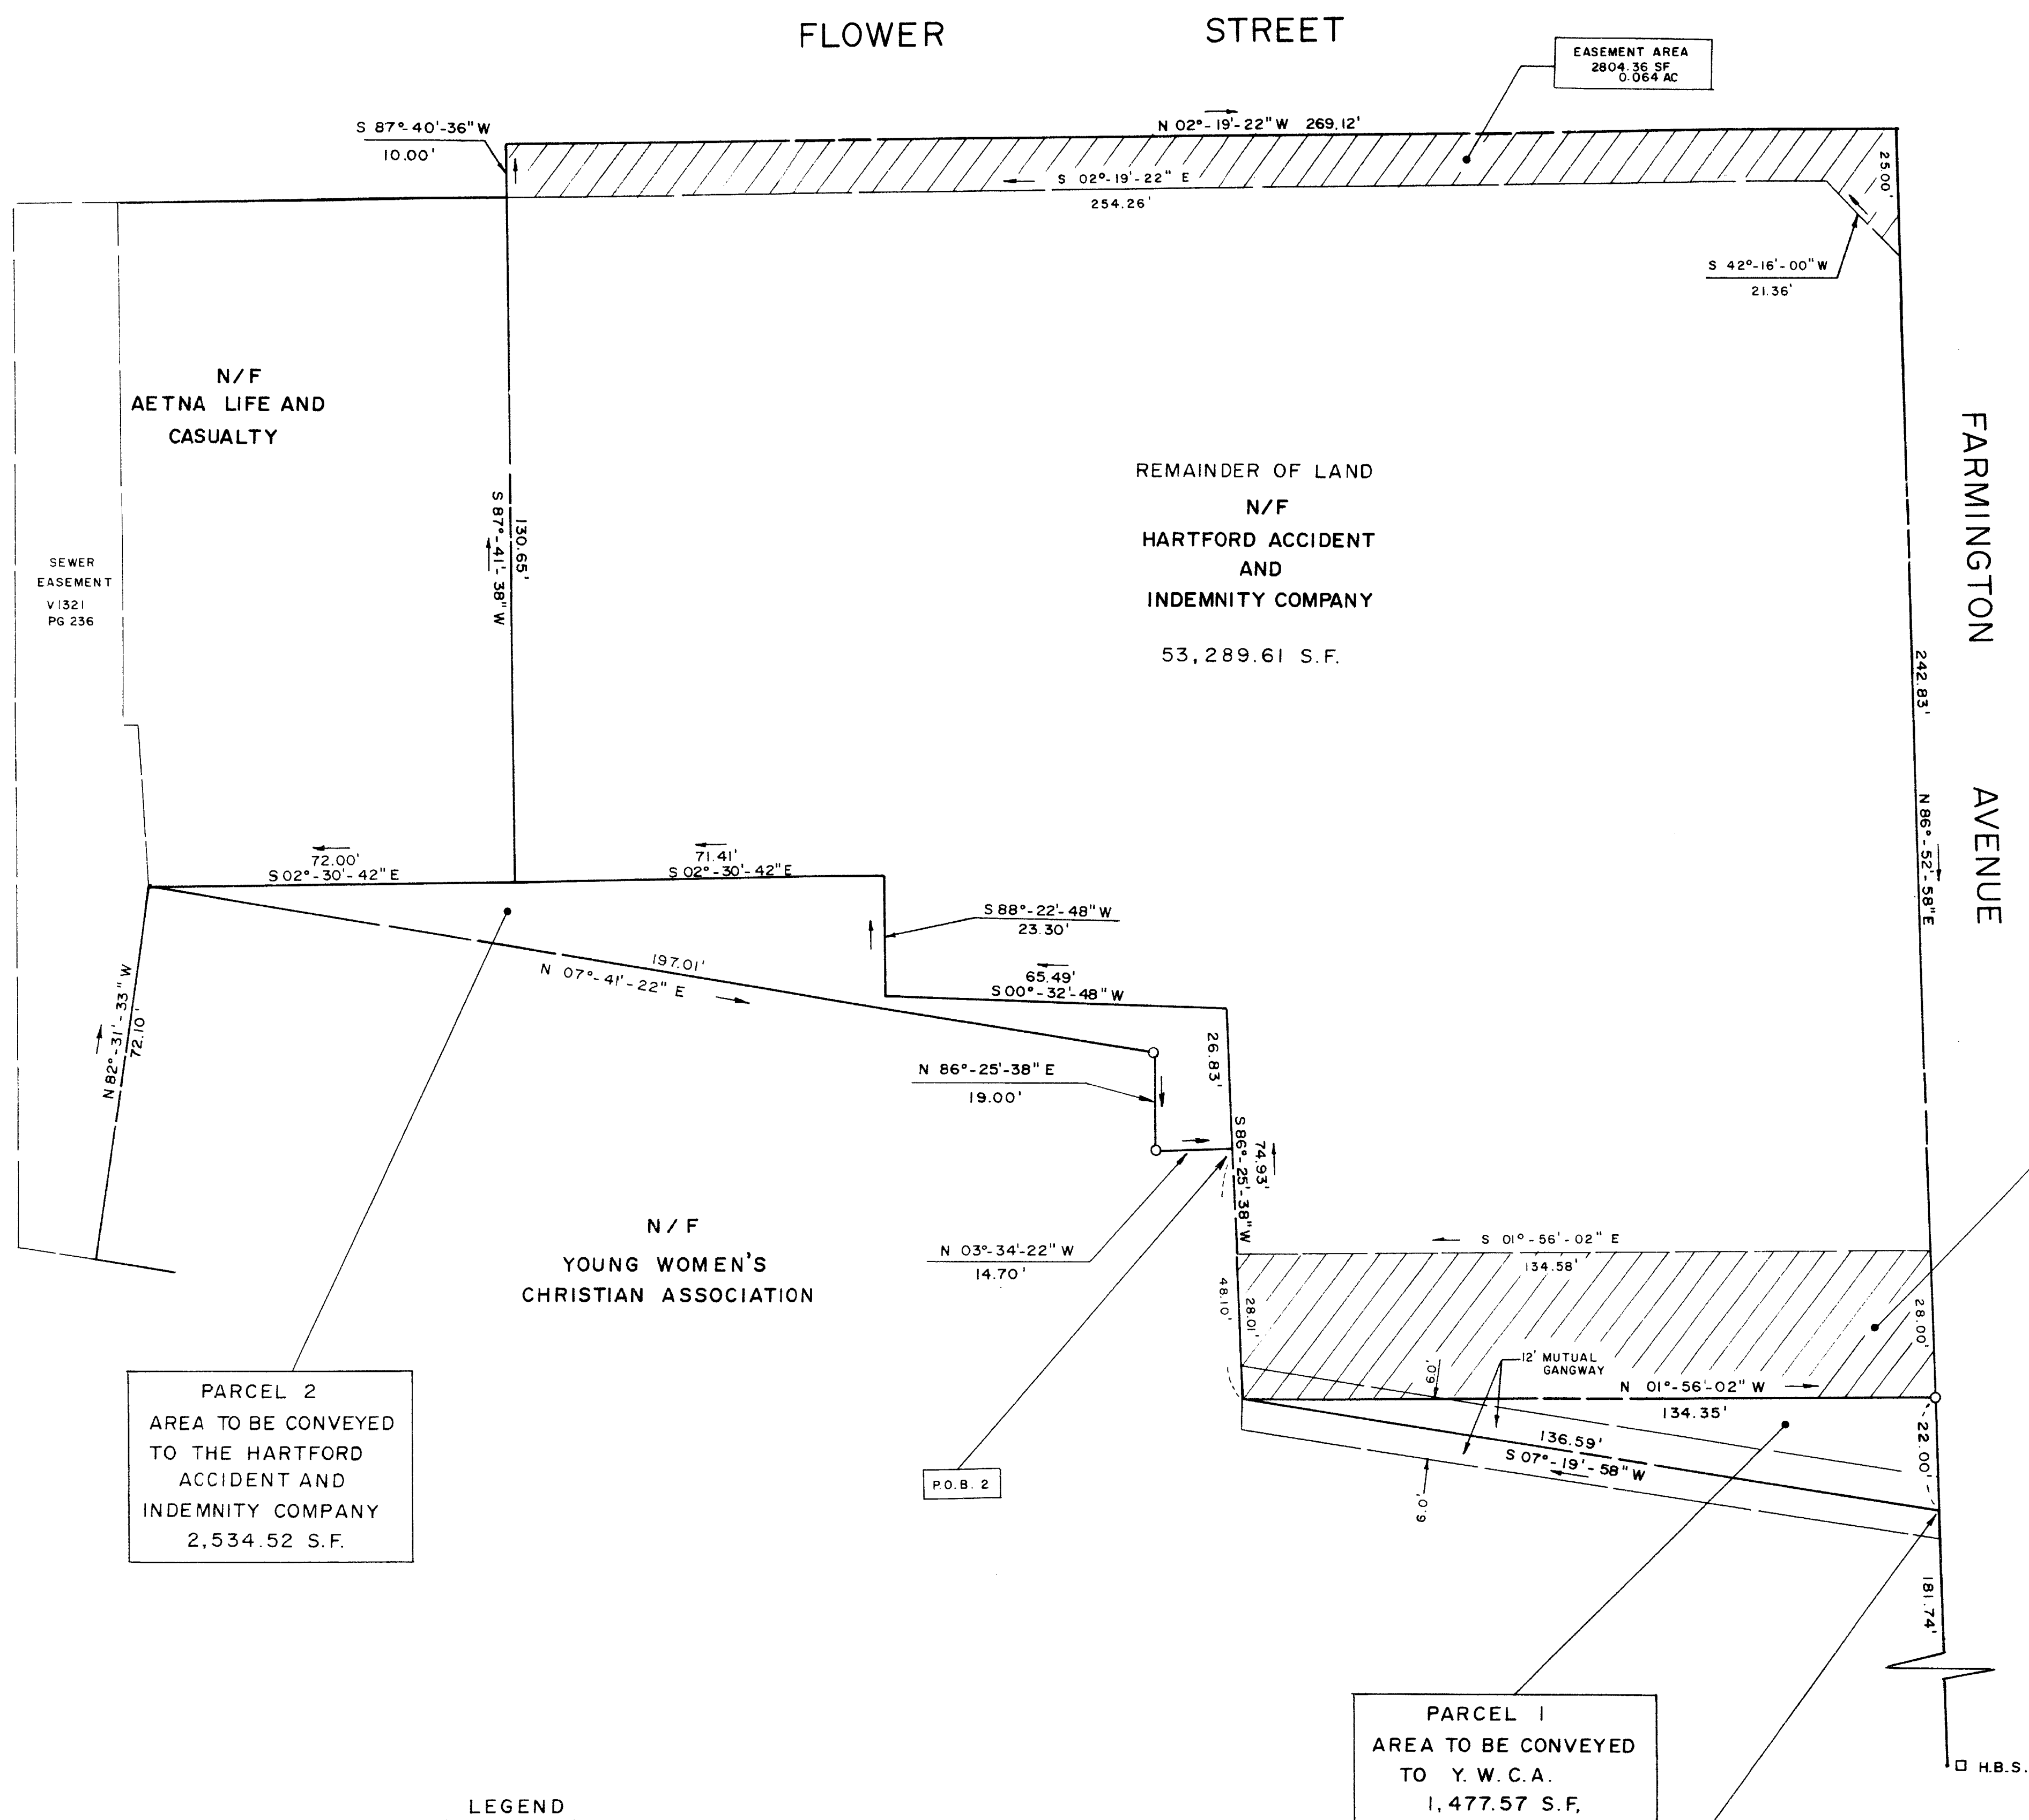 FLOWER STREET
EASEMENT AREA
2804.36 SF
0.064 AC
S 87°-40'-36" W
10.00'
N 02°-19'-22" W 269.12'
S 02°-19'-22" E
254.26'
25.00'
S 42°-16'-00" W
21.36'
N/F
AETNA LIFE AND
CASUALTY
SEWER
EASEMENT
V 1321
PG 236
130.65'
S 87°-41'-38" W
REMAINDER OF LAND
N/F
HARTFORD ACCIDENT
AND
INDEMNITY COMPANY
53,289.61 S.F.
FARMINGTON AVENUE
242.83'
N 86°-52'-58" E
72.00'
S 02°-30'-42" E
71.41'
S 02°-30'-42" E
S 88°-22'-48" W
23.30'
65.49'
S 00°-32'-48" W
197.01'
N 07°-41'-22" E
N 82°-31'-33" W
72.10'
26.83'
N 86°-25'-38" E
19.00'
74.93'
S 86°-25'-38" W
N 03°-34'-22" W
14.70'
N/F
YOUNG WOMEN'S
CHRISTIAN ASSOCIATION
S 01°-56'-02" E
134.58'
48.10'
28.01'
28.00'
6.0'
12' MUTUAL
GANGWAY
N 01°-56'-02" W
134.35'
136.59'
S 07°-19'-58" W
22.00'
6.0'
181.74'
PARCEL 2
AREA TO BE CONVEYED
TO THE HARTFORD
ACCIDENT AND
INDEMNITY COMPANY
2,534.52 S.F.
P.O.B. 2
PARCEL 1
AREA TO BE CONVEYED
TO Y. W. C. A.
1,477.57 S.F.
H.B.S.
LEGEND